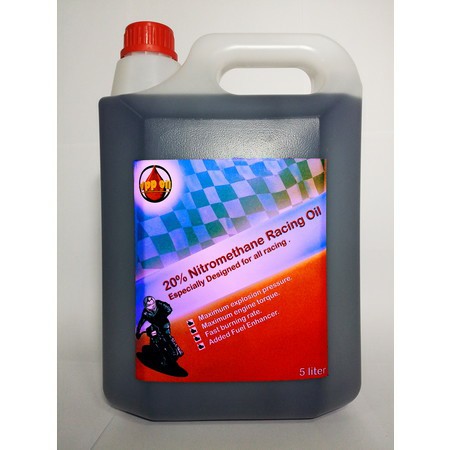 20% Nitromethane Racing Oil
Especially Designed for all racing .
Maximum explosion pressure.
Maximum engine torque.
Fast burning rate.
Added Fuel Enhancer.
5 liter